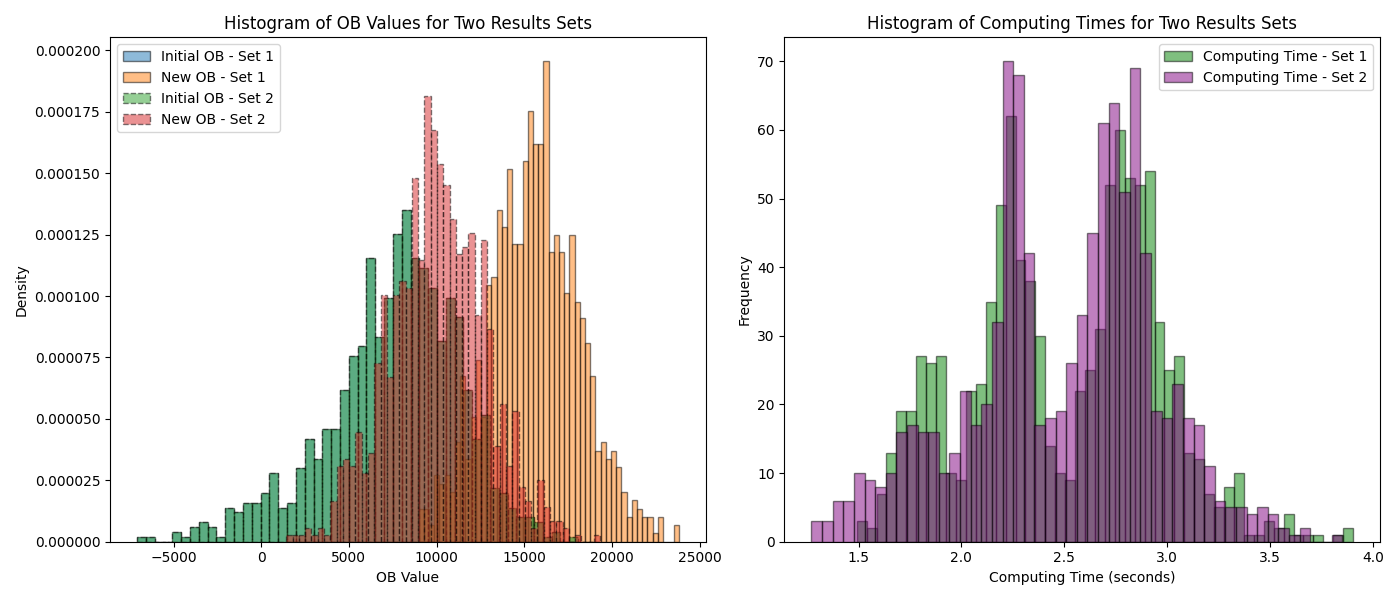 Histogram of OB Values for Two Results Sets
0.000200
0.000175
0.000150
0.000125
0.000100
0.000075
0.000050
0.000025
0.000000
Density
Initial OB - Set 1
New OB - Set 1
Initial OB - Set 2
New OB - Set 2
−5000 0 5000 10000 15000 20000 25000
OB Value
Histogram of Computing Times for Two Results Sets
70
60
50
40
30
20
10
0
Frequency
Computing Time - Set 1
Computing Time - Set 2
1.5 2.0 2.5 3.0 3.5 4.0
Computing Time (seconds)